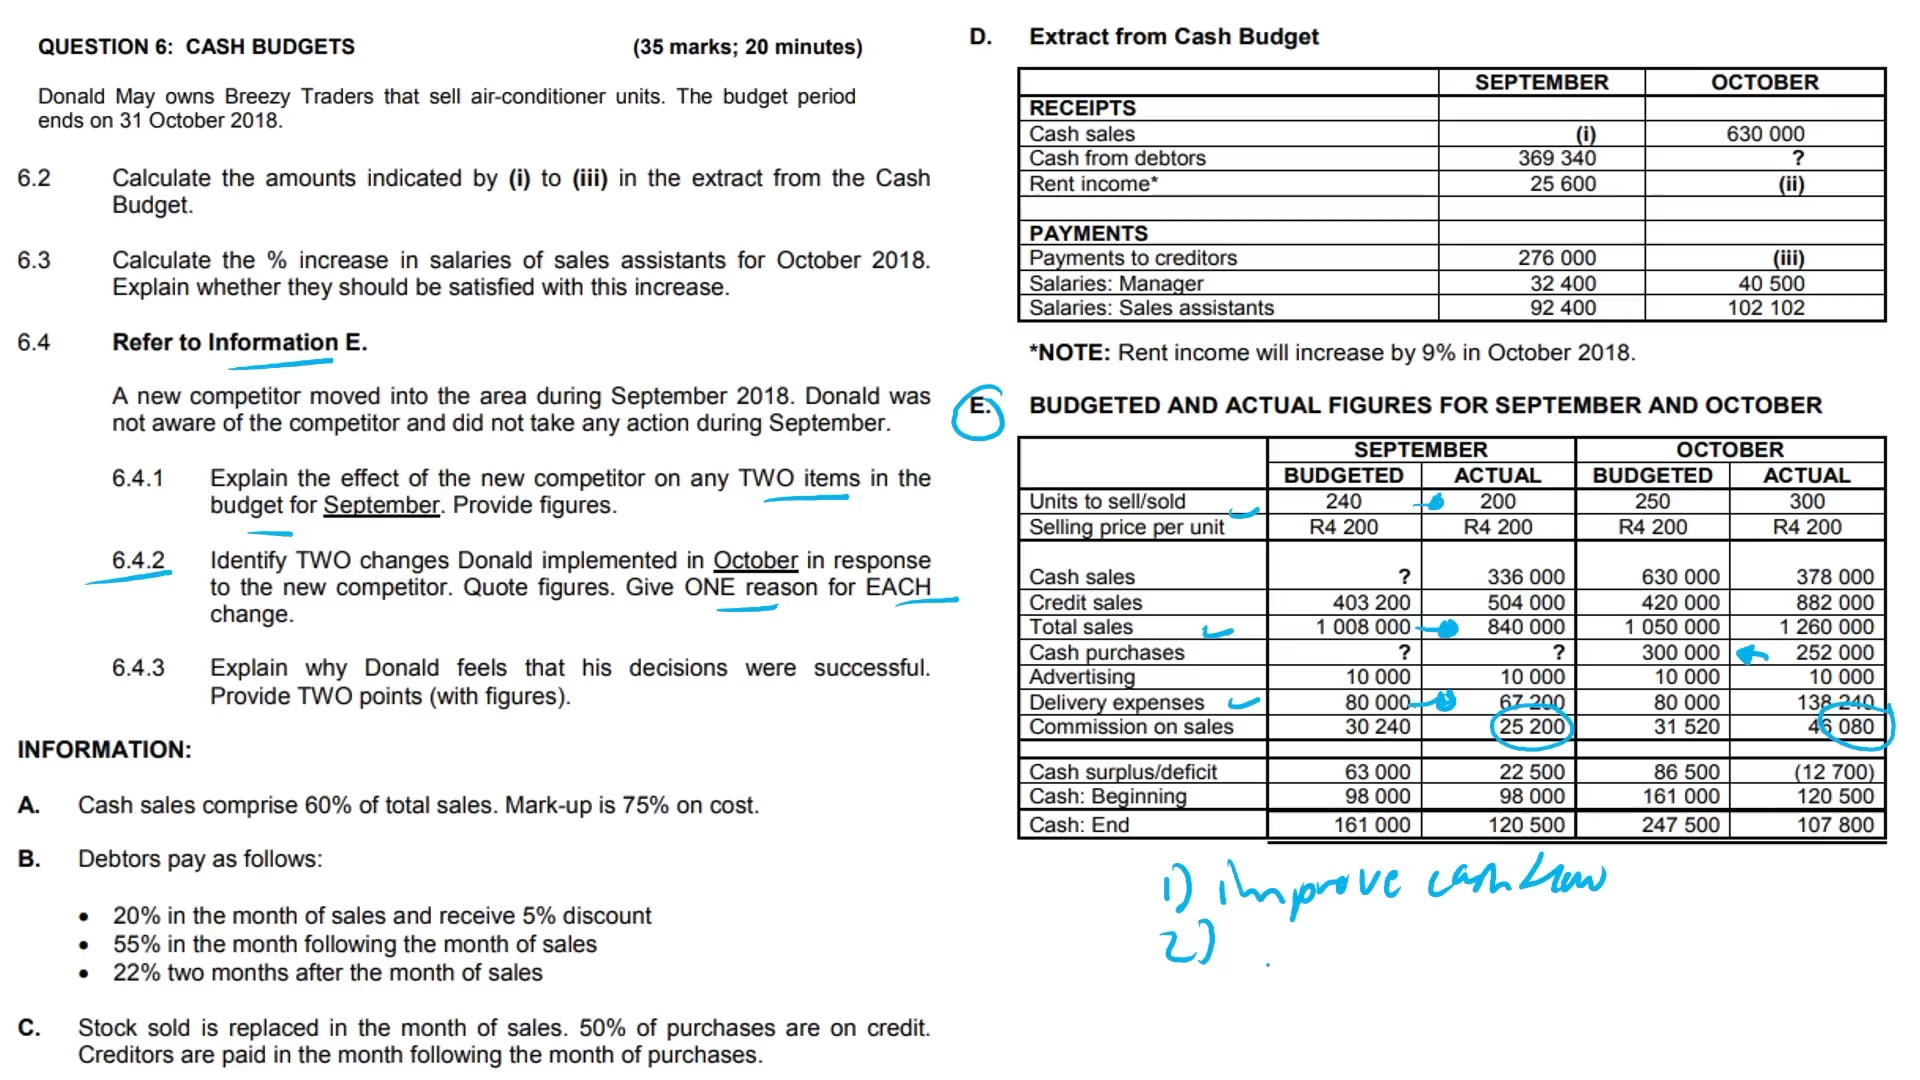 QUESTION 6: CASH BUDGETS (35 marks; 20 minutes)
Donald May owns Breezy Traders that sell air-conditioner units. The budget period
ends on 31 October 2018.
6.2 Calculate the amounts indicated by (i) to (iii) in the extract from the Cash
Budget.
6.3 Calculate the % increase in salaries of sales assistants for October 2018.
Explain whether they should be satisfied with this increase.
6.4 Refer to Information E.
A new competitor moved into the area during September 2018. Donald was
not aware of the competitor and did not take any action during September.
6.4.1 Explain the effect of the new competitor on any TWO items in the
budget for September. Provide figures.
6.4.2 Identify TWO changes Donald implemented in October in response
to the new competitor. Quote figures. Give ONE reason for EACH
change.
6.4.3 Explain why Donald feels that his decisions were successful.
Provide TWO points (with figures).
INFORMATION:
A. Cash sales comprise 60% of total sales. Mark-up is 75% on cost.
B. Debtors pay as follows:
• 20% in the month of sales and receive 5% discount
• 55% in the month following the month of sales
• 22% two months after the month of sales
C. Stock sold is replaced in the month of sales. 50% of purchases are on credit.
Creditors are paid in the month following the month of purchases.
D. Extract from Cash Budget
SEPTEMBER OCTOBER
RECEIPTS
Cash sales (i) 630 000
Cash from debtors 369 340 ?
Rent income* 25 600 (ii)
PAYMENTS
Payments to creditors 276 000 (iii)
Salaries: Manager 32 400 40 500
Salaries: Sales assistants 92 400 102 102
*NOTE: Rent income will increase by 9% in October 2018.
E. BUDGETED AND ACTUAL FIGURES FOR SEPTEMBER AND OCTOBER
SEPTEMBER OCTOBER
BUDGETED ACTUAL BUDGETED ACTUAL
Units to sell/sold 240 200 250 300
Selling price per unit R4 200 R4 200 R4 200 R4 200
Cash sales ? 336 000 630 000 378 000
Credit sales 403 200 504 000 420 000 882 000
Total sales 1 008 000 840 000 1 050 000 1 260 000
Cash purchases ? ? 300 000 252 000
Advertising 10 000 10 000 10 000 10 000
Delivery expenses 80 000 67 200 80 000 138 240
Commission on sales 30 240 25 200 31 520 46 080
Cash surplus/deficit 63 000 22 500 86 500 (12 700)
Cash: Beginning 98 000 98 000 161 000 120 500
Cash: End 161 000 120 500 247 500 107 800
1) improve cash flow
2)